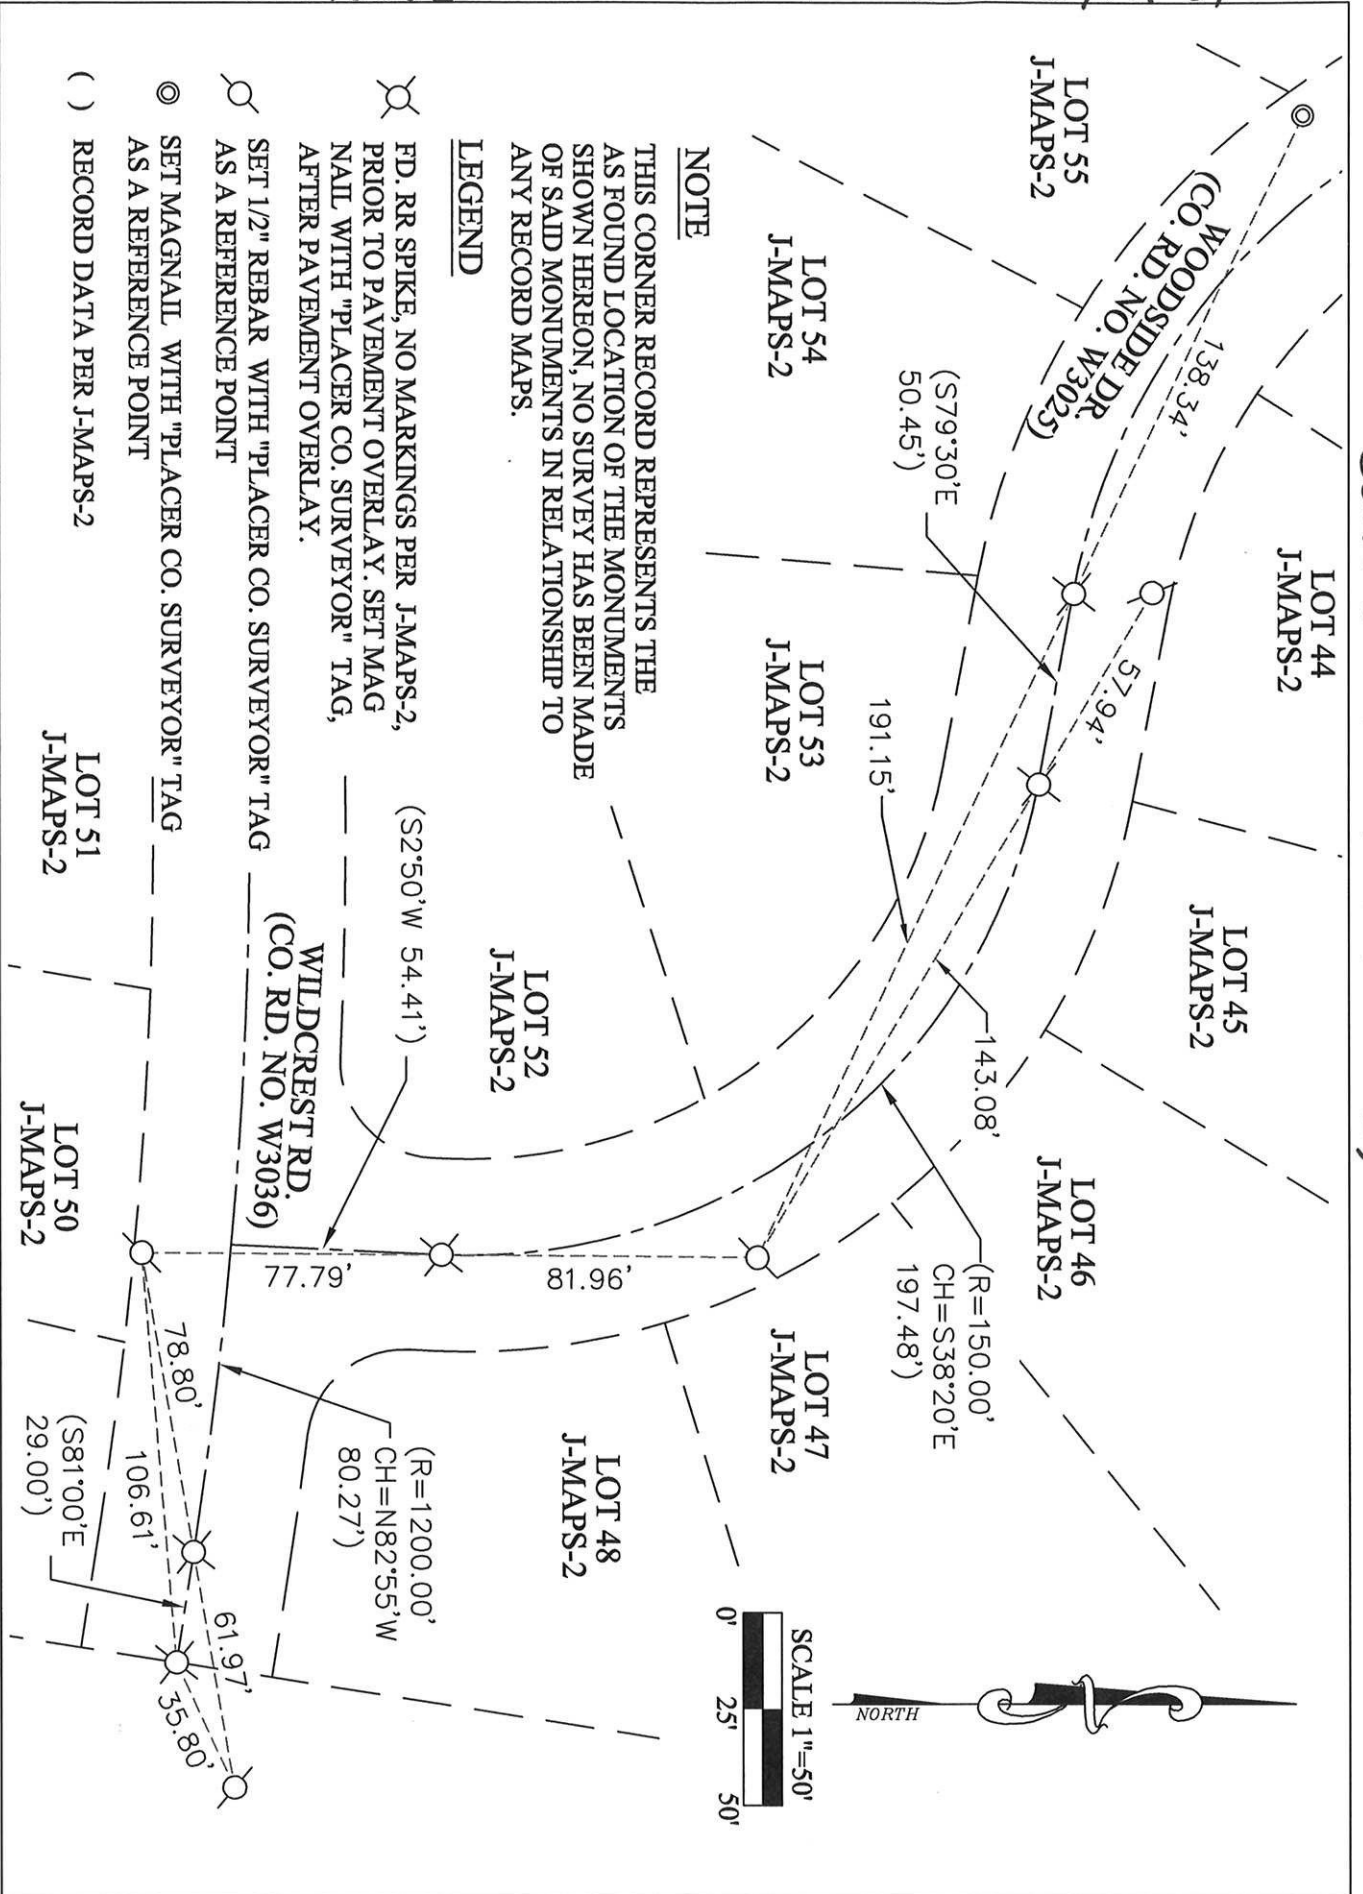 LOT 55
J-MAPS-2
WOODSIDE DR.
(CO. RD. NO. W3025)
138.34'
LOT 44
J-MAPS-2
LOT 54
J-MAPS-2
(S79°30'E
50.45')
57.94'
LOT 45
J-MAPS-2
LOT 53
J-MAPS-2
191.15'
143.08'
LOT 46
J-MAPS-2
(R=150.00'
CH=S38°20'E
197.48')
LOT 47
J-MAPS-2
NOTE
THIS CORNER RECORD REPRESENTS THE
AS FOUND LOCATION OF THE MONUMENTS
SHOWN HEREON, NO SURVEY HAS BEEN MADE
OF SAID MONUMENTS IN RELATIONSHIP TO
ANY RECORD MAPS.
LEGEND
FD. RR SPIKE, NO MARKINGS PER J-MAPS-2,
PRIOR TO PAVEMENT OVERLAY. SET MAG
NAIL WITH "PLACER CO. SURVEYOR" TAG,
AFTER PAVEMENT OVERLAY.
SET 1/2" REBAR WITH "PLACER CO. SURVEYOR" TAG
AS A REFERENCE POINT
SET MAGNAIL WITH "PLACER CO. SURVEYOR" TAG
AS A REFERENCE POINT
( ) RECORD DATA PER J-MAPS-2
LOT 52
J-MAPS-2
(S2°50'W 54.41')
WILDCREST RD.
(CO. RD. NO. W3036)
81.96'
77.79'
LOT 48
J-MAPS-2
(R=1200.00'
CH=N82°55'W
80.27')
LOT 51
J-MAPS-2
LOT 50
J-MAPS-2
78.80'
106.61'
(S81°00'E
29.00')
61.97'
35.80'
SCALE 1"=50'
0' 25' 50'
NORTH